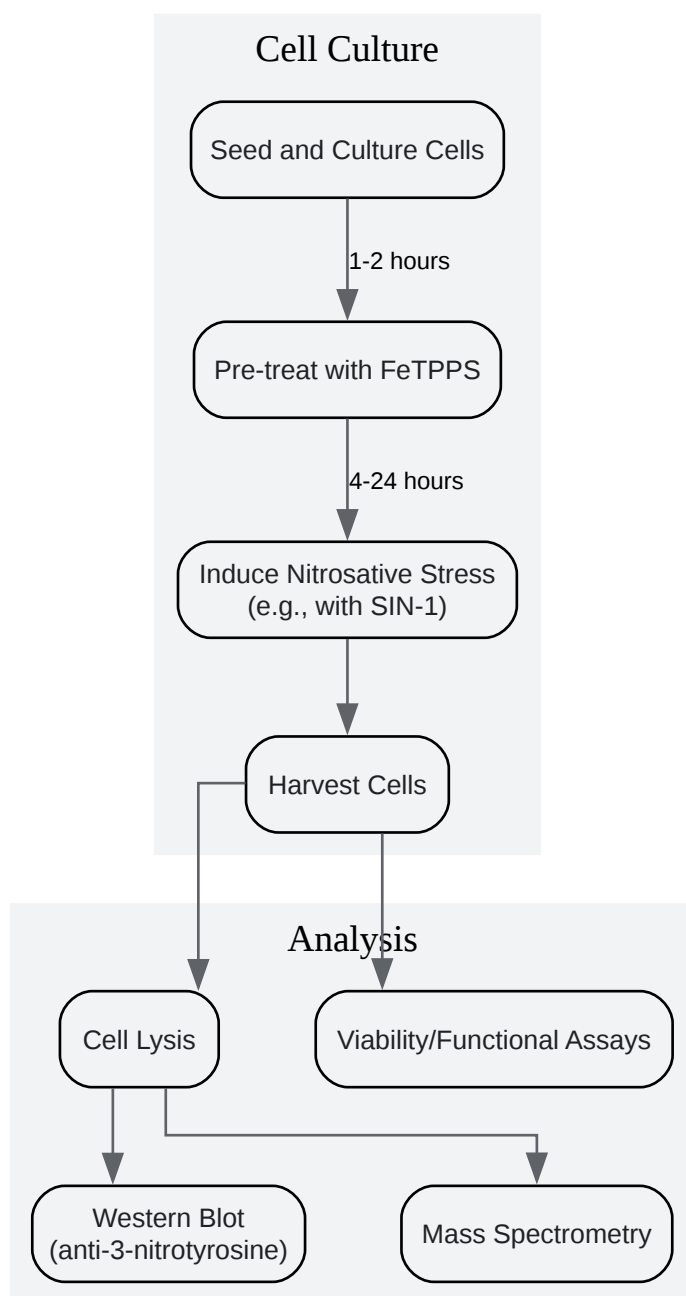 Cell Culture
Seed and Culture Cells
1-2 hours
Pre-treat with FeTPPS
4-24 hours
Induce Nitrosative Stress
(e.g., with SIN-1)
Harvest Cells
Analysis
Cell Lysis
Viability/Functional Assays
Western Blot
(anti-3-nitrotyrosine)
Mass Spectrometry